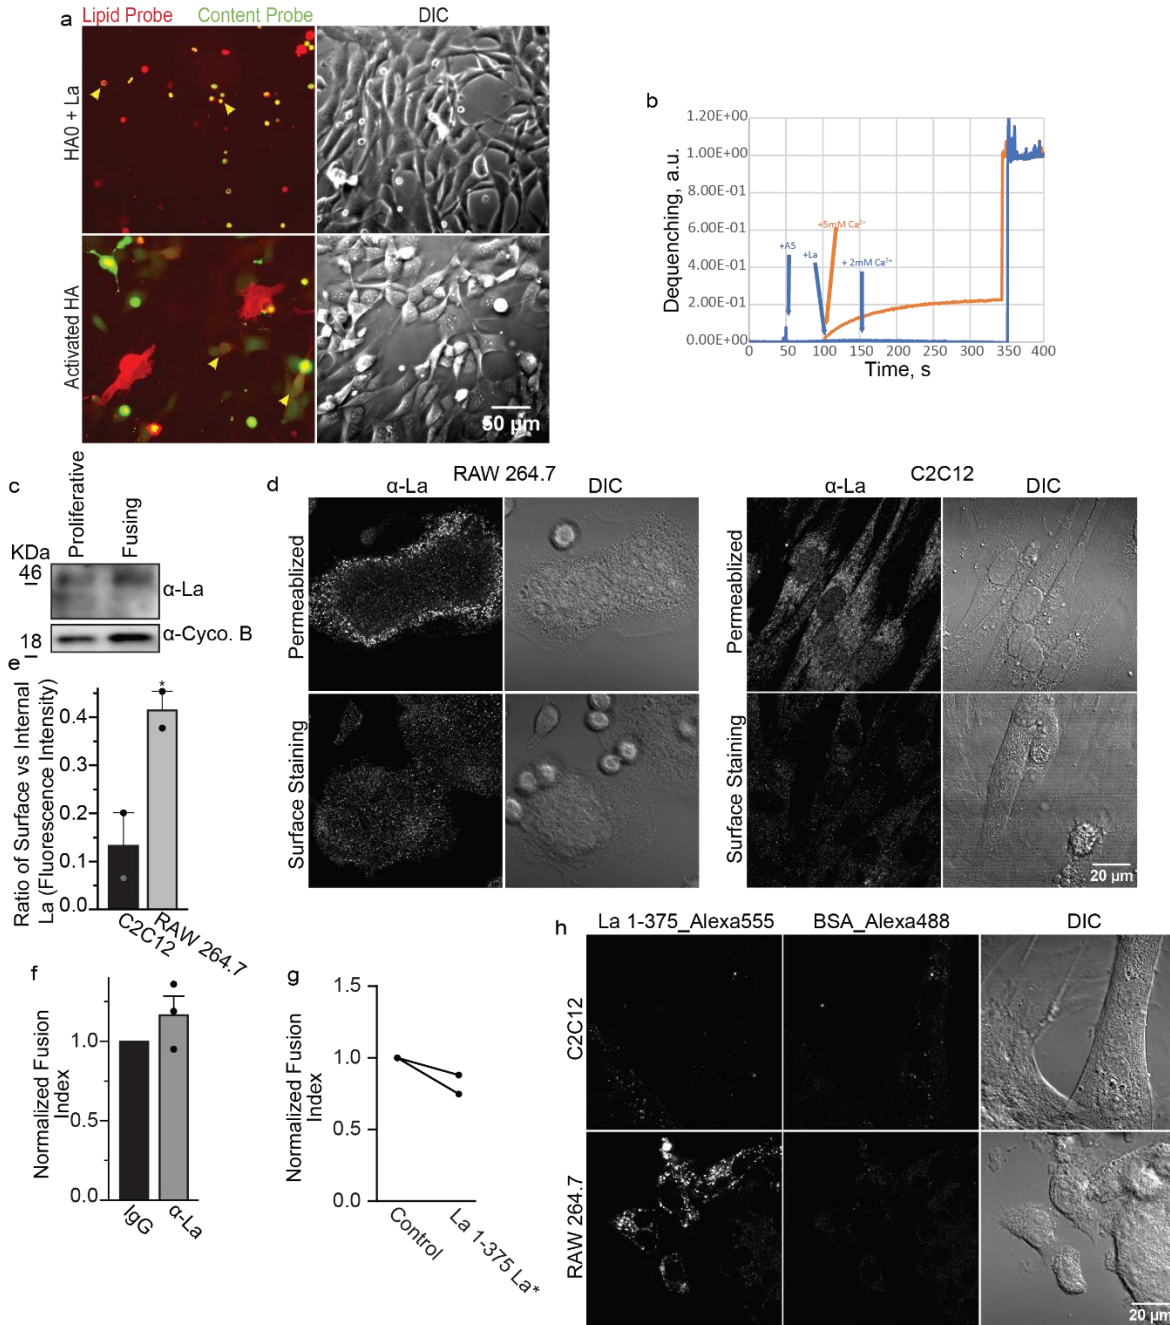 a
Lipid Probe
Content Probe
DIC
HA0 + La
Activated HA
50 µm
b
Dequenching, a.u.
1.20E+00
1.00E+00
8.00E-01
6.00E-01
4.00E-01
2.00E-01
0.00E+00
+A5
+La
+5mM Ca²⁺
+ 2mM Ca²⁺
0 50 100 150 200 250 300 350 400
Time, s
c
Proliferative
Fusing
KDa
46
α-La
18
α-Cyco. B
d
RAW 264.7
α-La
DIC
Permeablized
Surface Staining
C2C12
α-La
DIC
Permeablized
Surface Staining
20 µm
e
Ratio of Surface vs Internal
La (Fluorescence Intensity)
0.4
0.3
0.2
0.1
0.0
*
C2C12
RAW 264.7
f
Normalized Fusion
Index
1.0
0.5
0.0
IgG
α-La
g
Normalized Fusion
Index
1.5
1.0
0.5
0.0
Control
La 1-375 La*
h
La 1-375_Alexa555
BSA_Alexa488
DIC
C2C12
RAW 264.7
20 µm